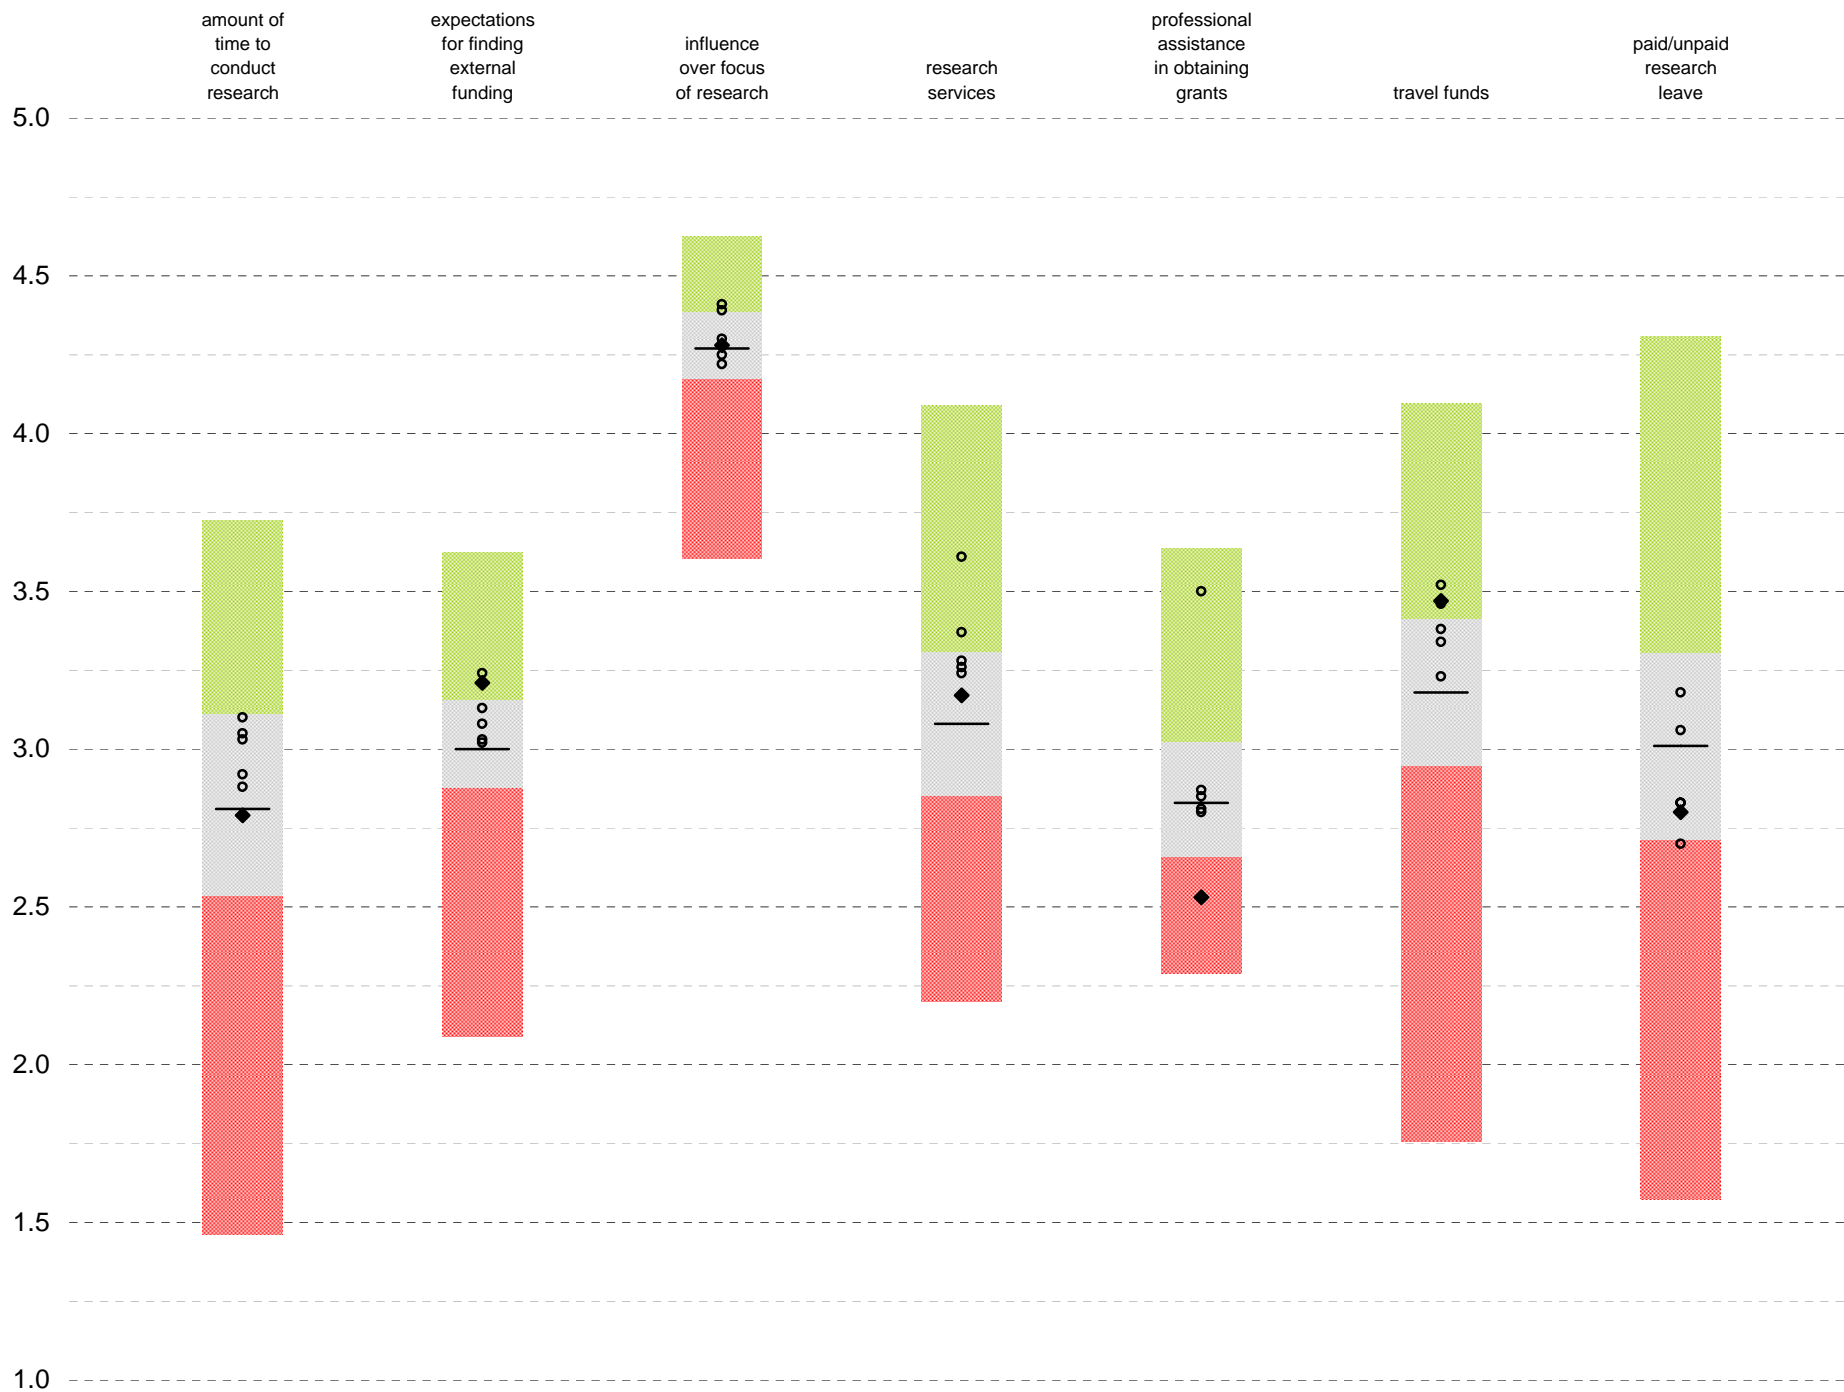 amount of
time to
conduct
research
expectations
for finding
external
funding
influence
over focus
of research
research
services
professional
assistance
in obtaining
grants
travel funds
paid/unpaid
research
leave
5.0
4.5
4.0
3.5
3.0
2.5
2.0
1.5
1.0